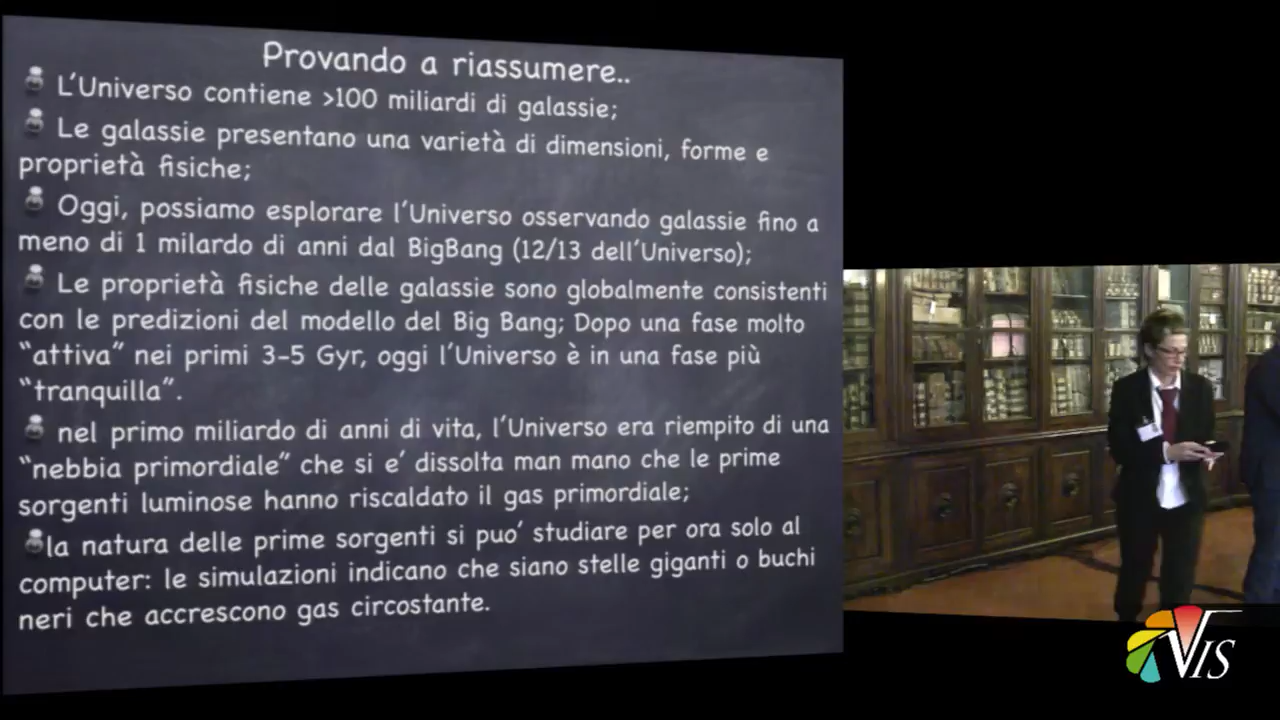 Provando a riassumere..
L'Universo contiene >100 miliardi di galassie;
Le galassie presentano una varietà di dimensioni, forme e
proprietà fisiche;
Oggi, possiamo esplorare l'Universo osservando galassie fino a
meno di 1 milardo di anni dal BigBang (12/13 dell'Universo);
Le proprietà fisiche delle galassie sono globalmente consistenti
con le predizioni del modello del Big Bang; Dopo una fase molto
“attiva” nei primi 3-5 Gyr, oggi l'Universo è in una fase più
“tranquilla”.
nel primo miliardo di anni di vita, l'Universo era riempito di una
“nebbia primordiale” che si e' dissolta man mano che le prime
sorgenti luminose hanno riscaldato il gas primordiale;
la natura delle prime sorgenti si puo' studiare per ora solo al
computer: le simulazioni indicano che siano stelle giganti o buchi
neri che accrescono gas circostante.
VIS